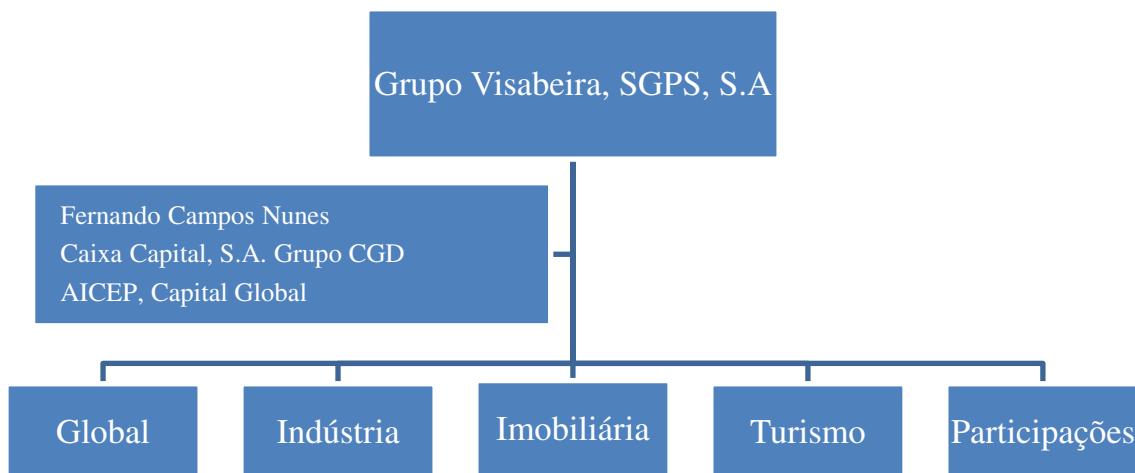 Grupo Visabeira, SGPS, S.A
Fernando Campos Nunes
Caixa Capital, S.A. Grupo CGD
AICEP, Capital Global
Global
Indústria
Imobiliária
Turismo
Participações